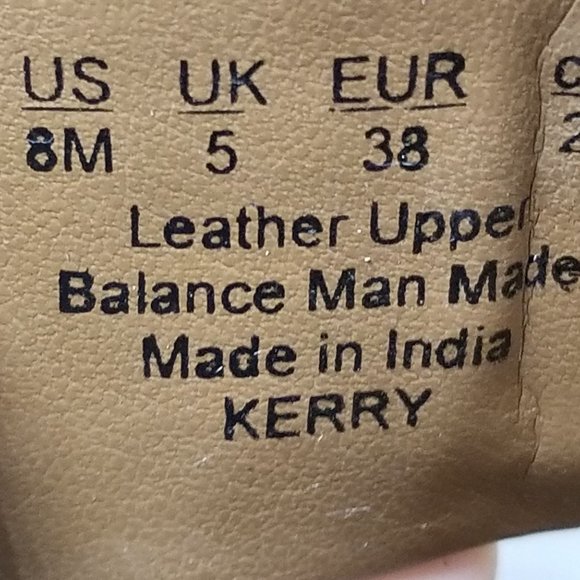 US UK EUR
8M 5 38
Leather Upper
Balance Man Made
Made in India
KERRY